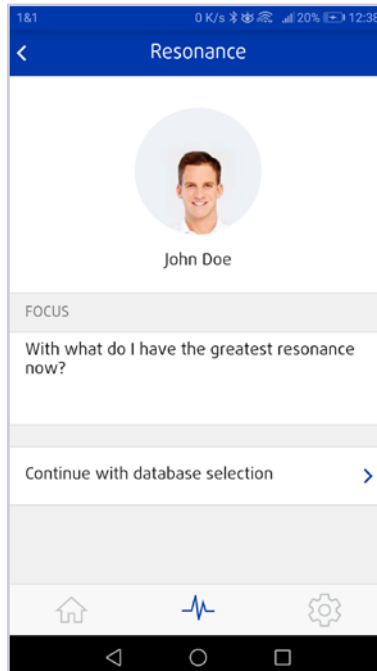 1&1 0 K/s 20% 12:38
Resonance
John Doe
FOCUS
With what do I have the greatest resonance
now?
Continue with database selection